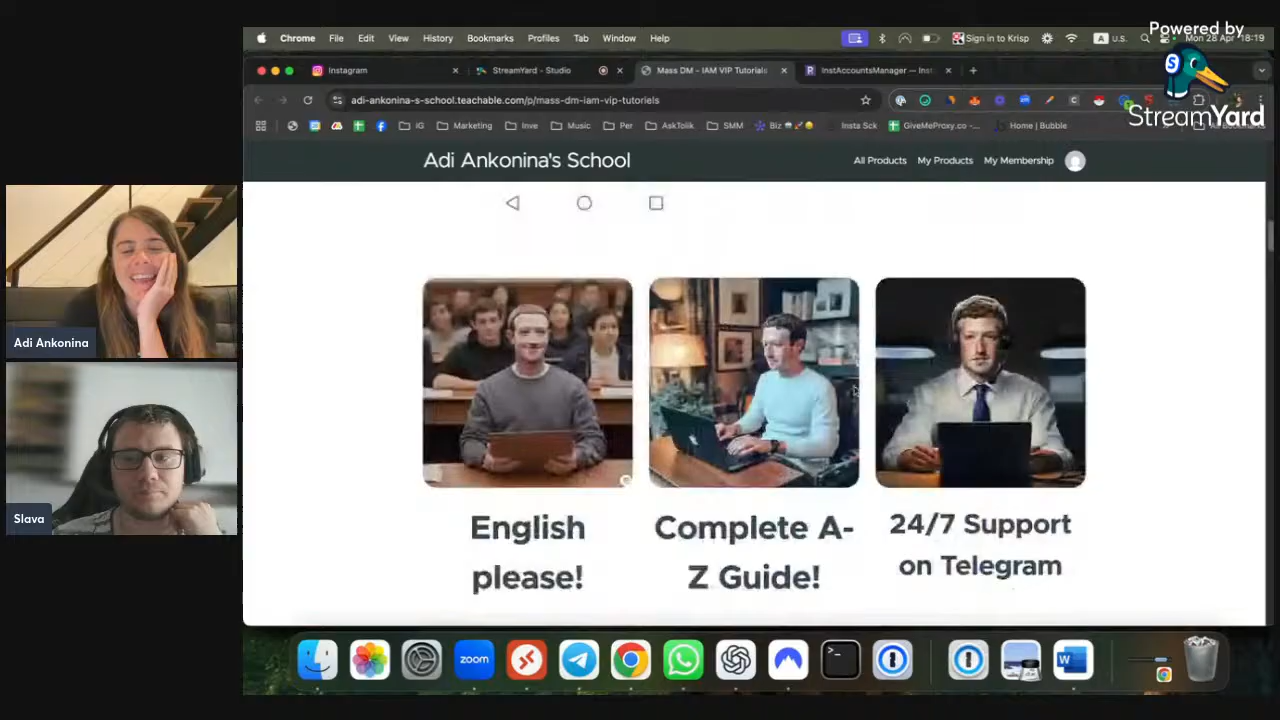 Powered by
StreamYard
Chrome File Edit View History Bookmarks Profiles Tab Window Help
Sign in to Krisp
U.S.
Mon 28 Apr 18:19
Instagram
StreamYard - Studio
Mass DM - IAM VIP Tutorials
InstAccountsManager — Inst
adi-ankonina-s-school.teachable.com/p/mass-dm-iam-vip-tutoriels
IG
Marketing
Inve
Music
Per
AskTolik
SMM
Biz
Insta Sck
GiveMeProxy.co -...
Home | Bubble
Adi Ankonina's School
All Products
My Products
My Membership
English
please!
Complete A-
Z Guide!
24/7 Support
on Telegram
Adi Ankonina
Slava
zoom
W